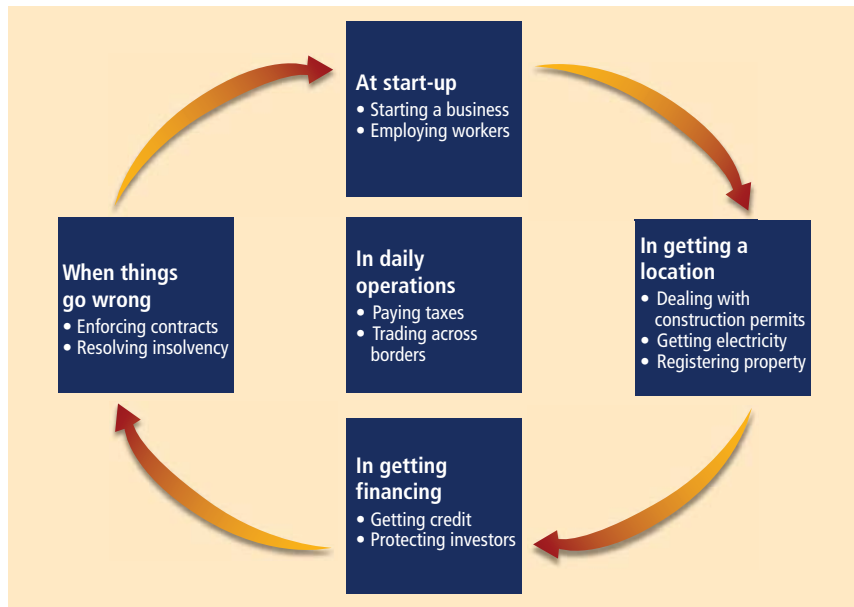 At start-up
• Starting a business
• Employing workers
When things
go wrong
• Enforcing contracts
• Resolving insolvency
In daily
operations
• Paying taxes
• Trading across
borders
In getting a
location
• Dealing with
construction permits
• Getting electricity
• Registering property
In getting
financing
• Getting credit
• Protecting investors